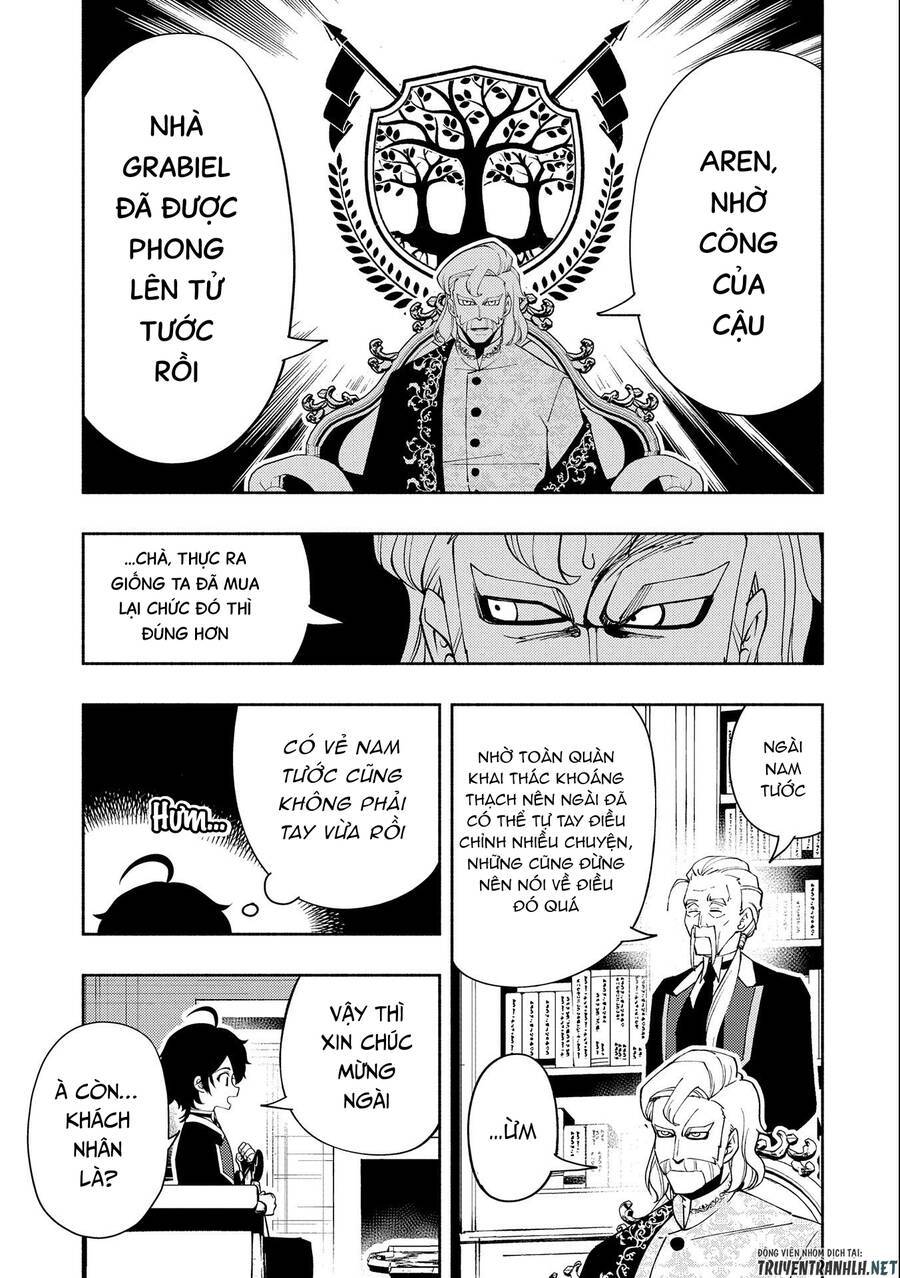 AREN,
NHỜ
CÔNG
CỦA
CẬU
NHÀ
GRABIEL
ĐÃ ĐƯỢC
PHONG
LÊN TỬ
TƯỚC
RỒI
...CHÀ, THỰC RA
GIỐNG TA ĐÃ MUA
LẠI CHỨC ĐÓ THÌ
ĐÚNG HƠN
NGÀI
NAM
TƯỚC
NHỜ TOÀN QUÀN
KHAI THÁC KHOÁNG
THẠCH NÊN NGÀI ĐÃ
CÓ THỂ TỰ TAY ĐIỀU
CHỈNH NHIỀU CHUYỆN,
NHỮNG CŨNG ĐỪNG
NÊN NÓI VỀ ĐIỀU
ĐÓ QUÁ
...ỪM
CÓ VẺ NAM
TƯỚC CŨNG
KHÔNG PHẢI
TAY VỪA RỒI
HƯM...
VẬY THÌ
XIN CHÚC
MỪNG
NGÀI
À CÒN...
KHÁCH
NHÂN
LÀ?
ĐỘNG VIÊN NHÓM DỊCH TẠI:
TRUYENTRANHLH.NET